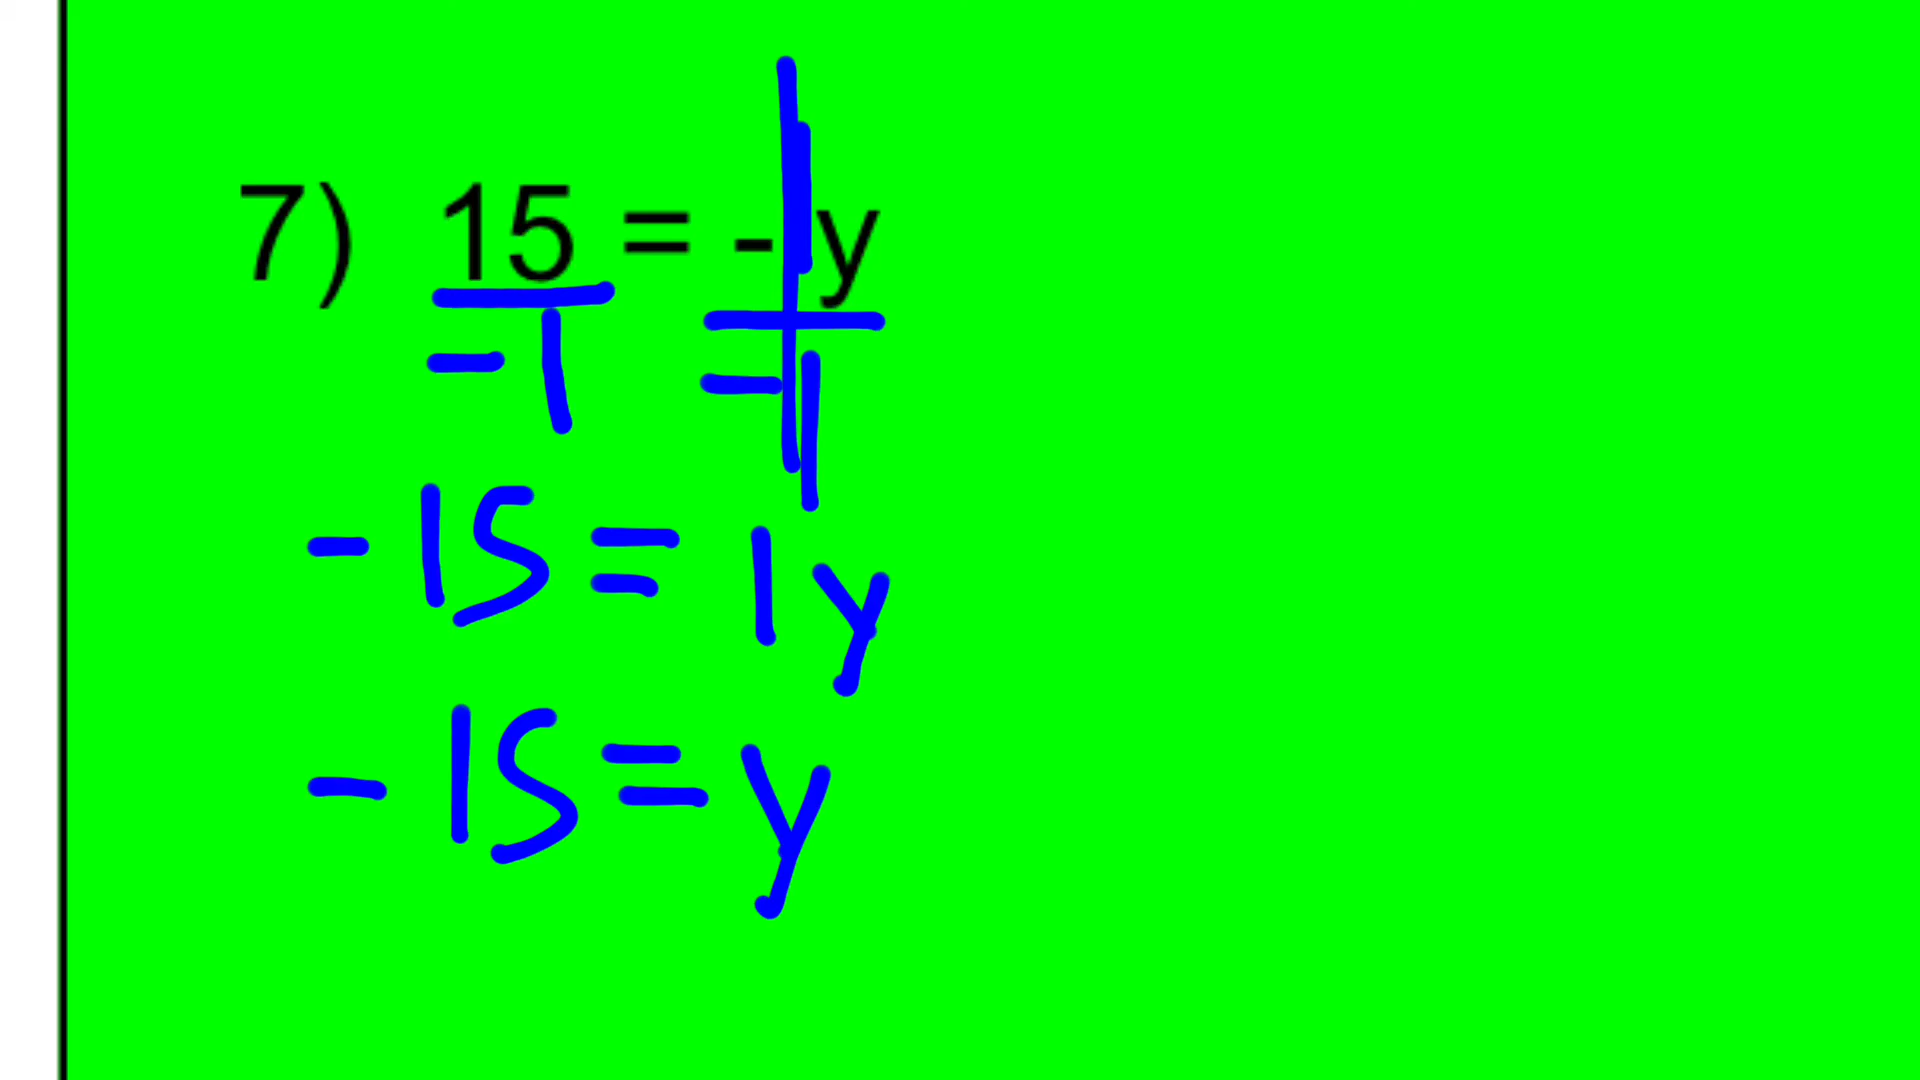 7) 15 = -1y
-1 -1
-15 = 1y
-15 = y